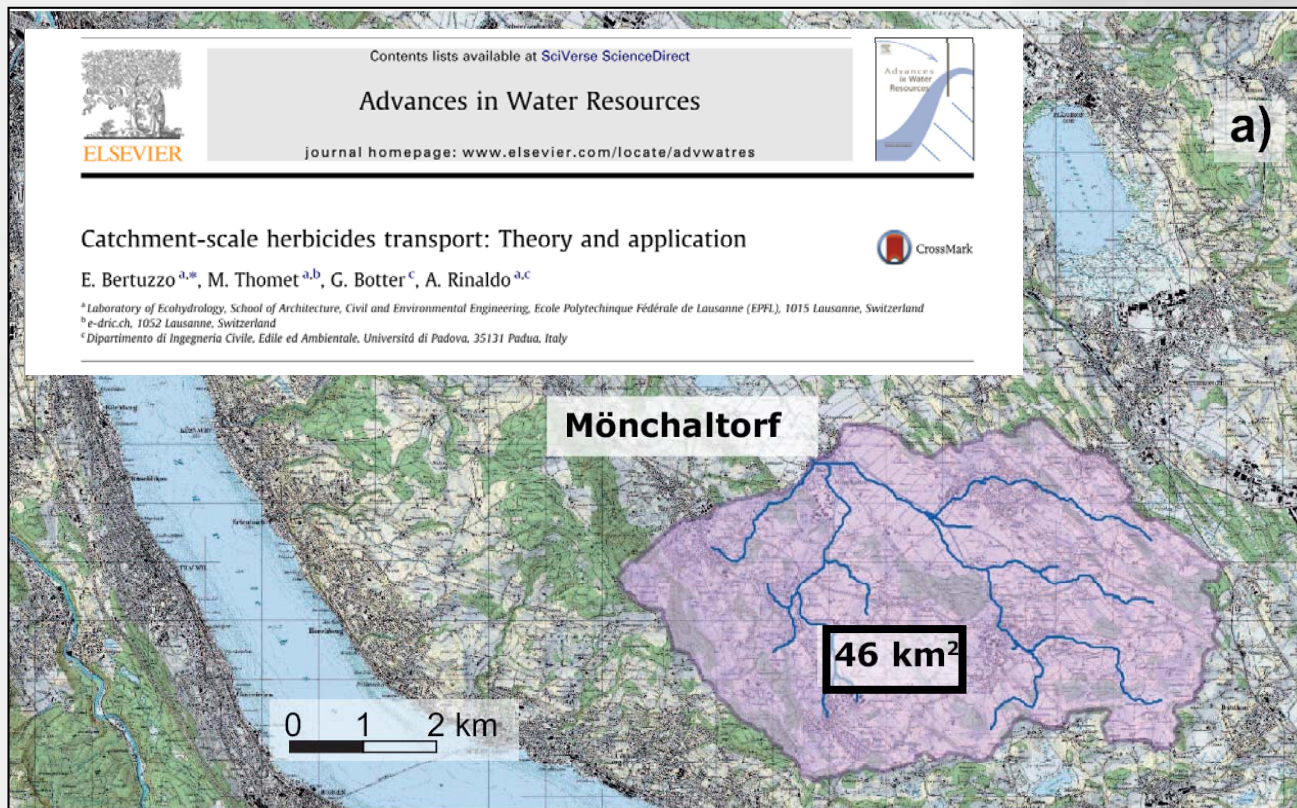 Contents lists available at SciVerse ScienceDirect
Advances in Water Resources
journal homepage: www.elsevier.com/locate/advwatres
ELSEVIER
Advances
in Water
Resources
a)
Catchment-scale herbicides transport: Theory and application
CrossMark
E. Bertuzzo a,*, M. Thomet a,b, G. Botter c, A. Rinaldo a,c
a Laboratory of Ecohydrology, School of Architecture, Civil and Environmental Engineering, Ecole Polytechinque Fédérale de Lausanne (EPFL), 1015 Lausanne, Switzerland
b e-dric.ch, 1052 Lausanne, Switzerland
c Dipartimento di Ingegneria Civile, Edile ed Ambientale, Universitá di Padova, 35131 Padua, Italy
Mönchaltorf
46 km²
0 1 2 km